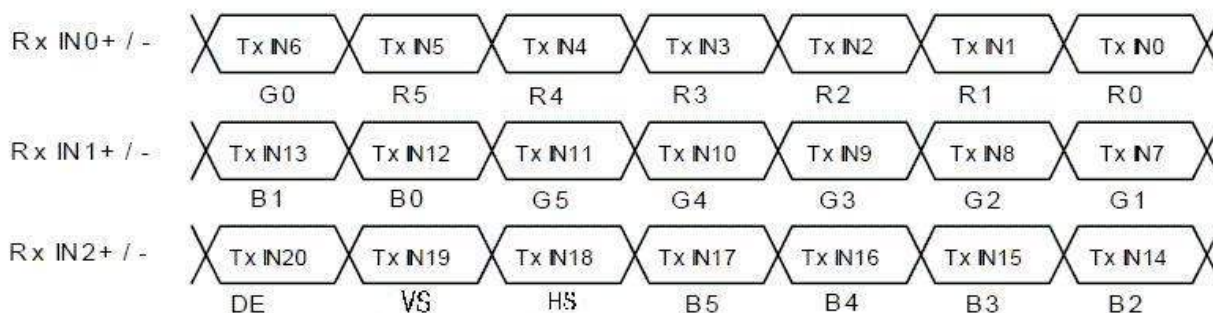 Rx IN0+ / - Tx IN6 Tx IN5 Tx IN4 Tx IN3 Tx IN2 Tx IN1 Tx IN0
G0 R5 R4 R3 R2 R1 R0
Rx IN1+ / - Tx IN13 Tx IN12 Tx IN11 Tx IN10 Tx IN9 Tx IN8 Tx IN7
B1 B0 G5 G4 G3 G2 G1
Rx IN2+ / - Tx IN20 Tx IN19 Tx IN18 Tx IN17 Tx IN16 Tx IN15 Tx IN14
DE VS HS B5 B4 B3 B2